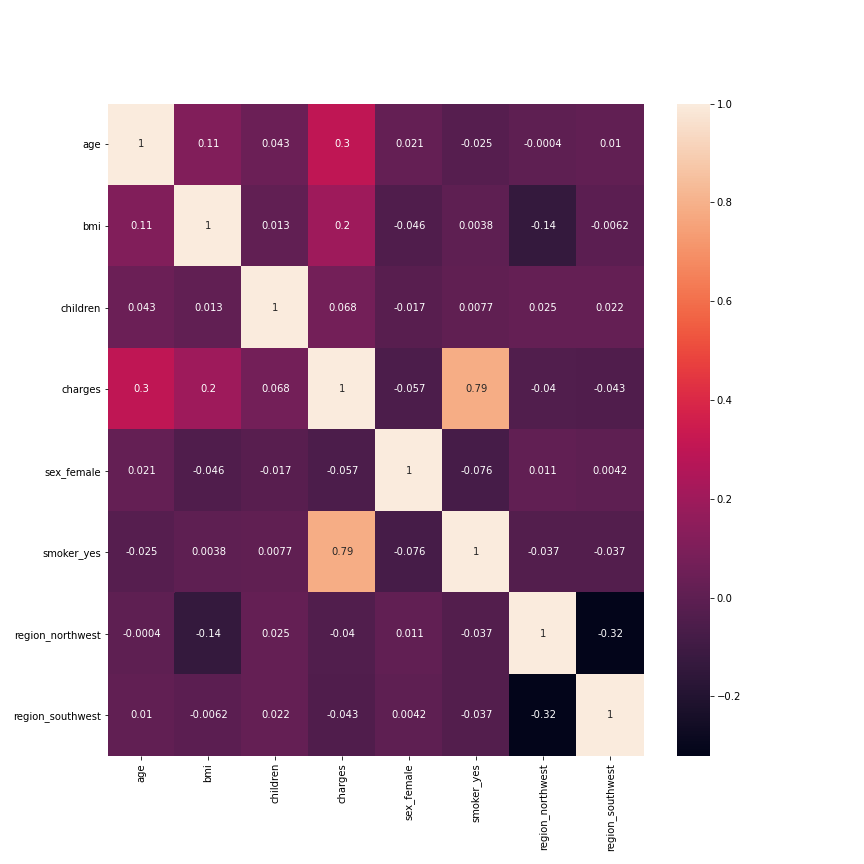 age 1 0.11 0.043 0.3 0.021 -0.025 -0.0004 0.01
bmi 0.11 1 0.013 0.2 -0.046 0.0038 -0.14 -0.0062
children 0.043 0.013 1 0.068 -0.017 0.0077 0.025 0.022
charges 0.3 0.2 0.068 1 -0.057 0.79 -0.04 -0.043
sex_female 0.021 -0.046 -0.017 -0.057 1 -0.076 0.011 0.0042
smoker_yes -0.025 0.0038 0.0077 0.79 -0.076 1 -0.037 -0.037
region_northwest -0.0004 -0.14 0.025 -0.04 0.011 -0.037 1 -0.32
region_southwest 0.01 -0.0062 0.022 -0.043 0.0042 -0.037 -0.32 1
age
bmi
children
charges
sex_female
smoker_yes
region_northwest
region_southwest
1.0
0.8
0.6
0.4
0.2
0.0
−0.2